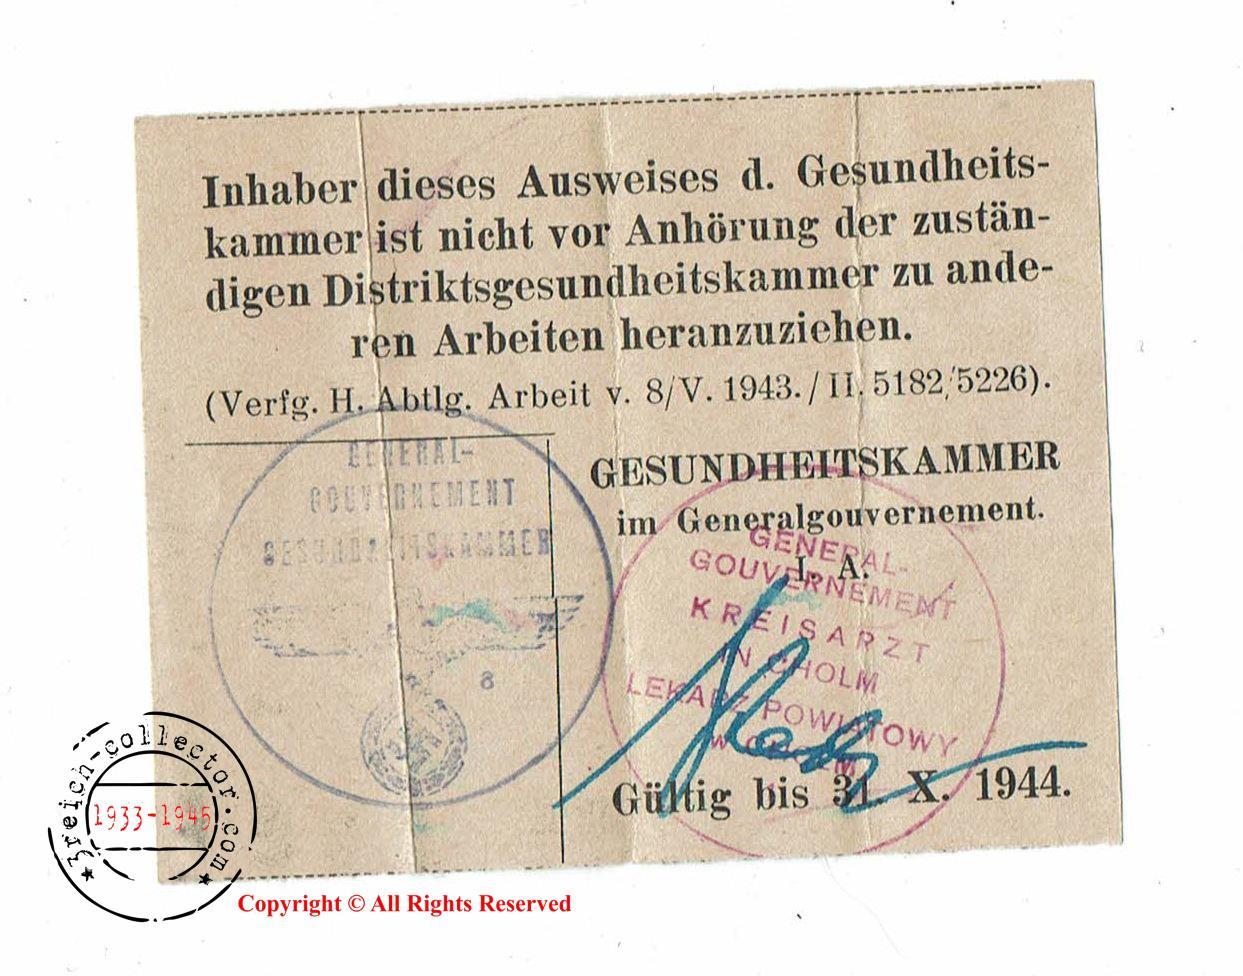 Inhaber dieses Ausweises d. Gesundheits-
kammer ist nicht vor Anhörung der zustän-
digen Distriktsgesundheitskammer zu ande-
ren Arbeiten heranzuziehen.
(Verfg. H. Abtlg. Arbeit v. 8/V. 1943./II. 5182/5226).
GENERAL-
GOUVERNEMENT
GESUNDHEITSKAMMER
8
GESUNDHEITSKAMMER
im Generalgouvernement.
I. A.
GENERAL-
GOUVERNEMENT
KREISARZT
IN CHOLM
LEKARZ POWIATOWY
W CHOLM
Gültig bis 31. X. 1944.
3reich-collector.com
1933-1945
Copyright © All Rights Reserved